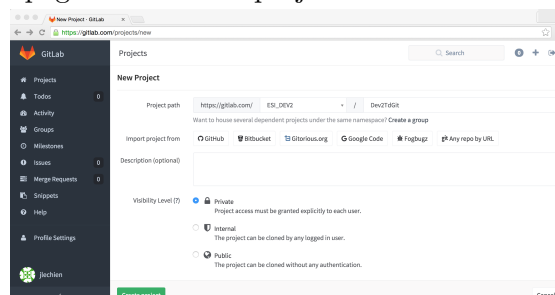 New Project · GitLab
https://gitlab.com/projects/new
GitLab
Projects
Search
0
Projects
Todos 0
Activity
Groups
Milestones
Issues 0
Merge Requests 0
Snippets
Help
Profile Settings
jlechien
New Project
Project path https://gitlab.com/ ESI_DEV2 / Dev2TdGit
Want to house several dependent projects under the same namespace? Create a group
Import project from GitHub Bitbucket Gitorious.org Google Code Fogbugz Any repo by URL
Description (optional)
Visibility Level (?)
Private
Project access must be granted explicitly to each user.
Internal
The project can be cloned by any logged in user.
Public
The project can be cloned without any authentication.